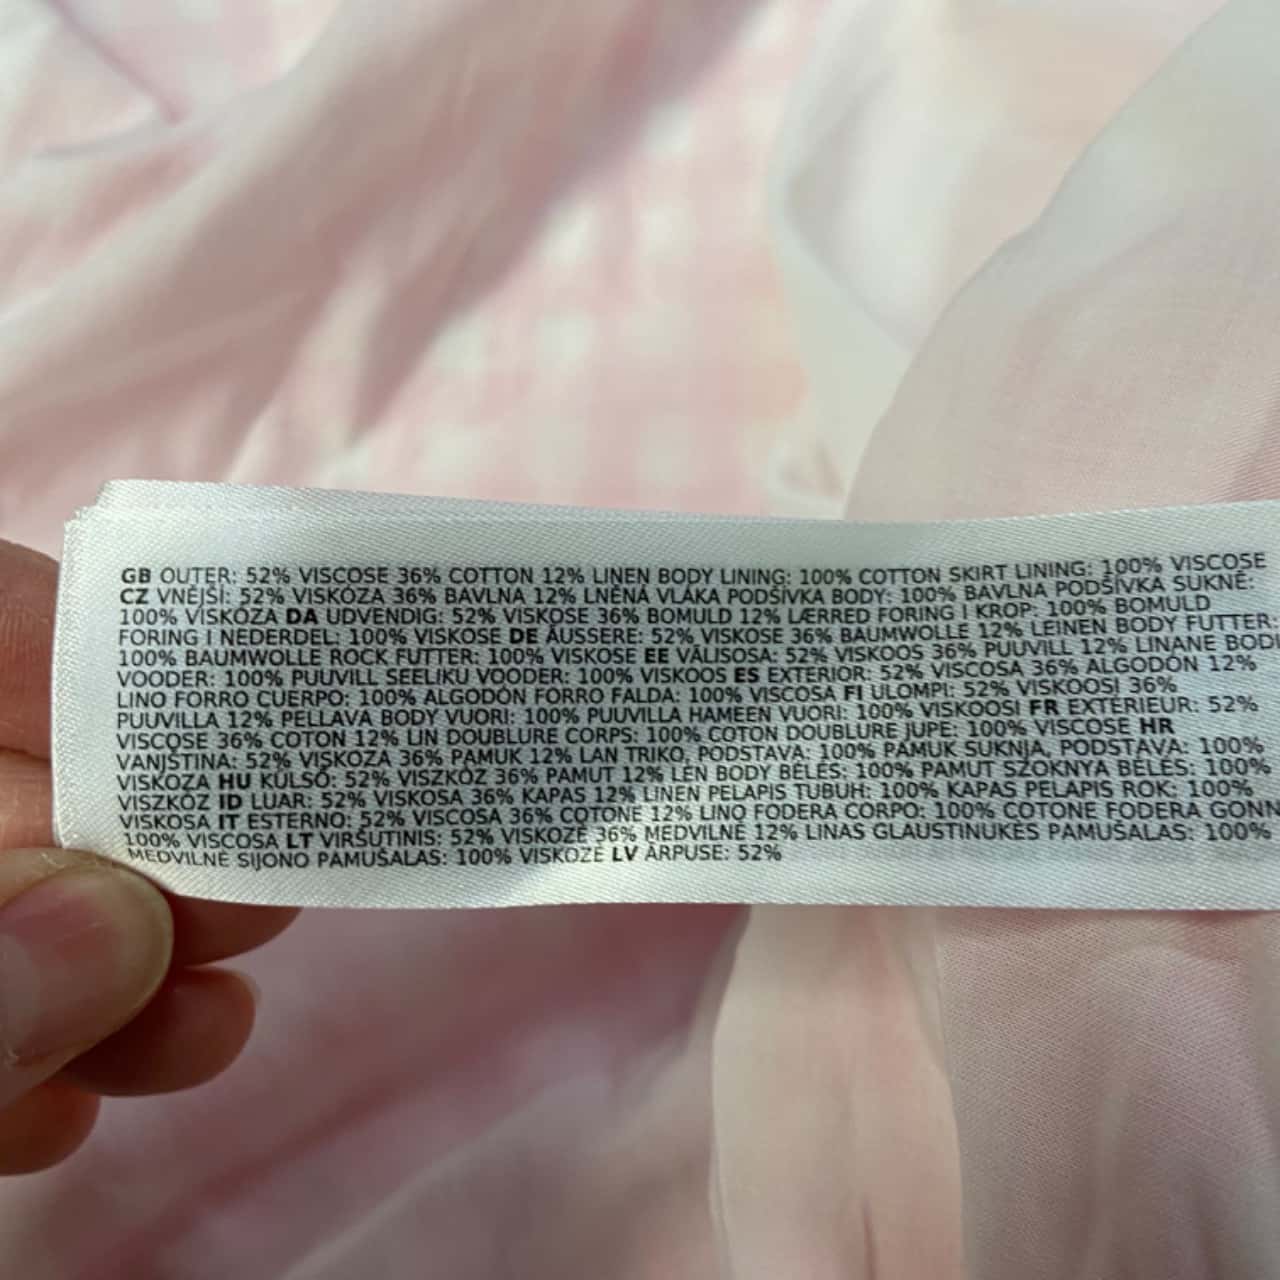 GB OUTER: 52% VISCOSE 36% COTTON 12% LINEN BODY LINING: 100% COTTON SKIRT LINING: 100% VISCOSE
CZ VNĚJŠÍ: 52% VISKÓZA 36% BAVLNA 12% LNĚNÁ VLÁKA PODŠÍVKA BODY: 100% BAVLNA PODŠÍVKA SUKNĚ:
100% VISKÓZA DA UDVENDIG: 52% VISKOSE 36% BOMULD 12% LÆRRED FORING I KROP: 100% BOMULD
FORING I NEDERDEL: 100% VISKOSE DE ÄUSSERE: 52% VISKOSE 36% BAUMWOLLE 12% LEINEN BODY FUTTER:
100% BAUMWOLLE ROCK FUTTER: 100% VISKOSE EE VÄLISOSA: 52% VISKOOS 36% PUUVILL 12% LINANE
VOODER: 100% PUUVILL SEELIKU VOODER: 100% VISKOOS ES EXTERIOR: 52% VISCOSA 36% ALGODÓN 12%
LINO FORRO CUERPO: 100% ALGODÓN FORRO FALDA: 100% VISCOSA FI ULOMPI: 52% VISKOOSI 36%
PUUVILLA 12% PELLAVA BODY VUORI: 100% PUUVILLA HAMEEN VUORI: 100% VISKOOSI FR EXTÉRIEUR: 52%
VISCOSE 36% COTON 12% LIN DOUBLURE CORPS: 100% COTON DOUBLURE JUPE: 100% VISCOSE HR
VANJŠTINA: 52% VISKOZA 36% PAMUK 12% LAN TRIKO, PODSTAVA: 100% PAMUK SUKNJA, PODSTAVA: 100%
VISKOZA HU KÜLSŐ: 52% VISZKÓZ 36% PAMUT 12% LEN BODY BÉLÉS: 100% PAMUT SZOKNYA BÉLÉS: 100%
VISZKÓZ ID LUAR: 52% VISKOSA 36% KAPAS 12% LINEN PELAPIS TUBUH: 100% KAPAS PELAPIS ROK: 100%
VISKOSA IT ESTERNO: 52% VISCOSA 36% COTONE 12% LINO FODERA CORPO: 100% COTONE FODERA
100% VISCOSA LT VIRŠUTINIS: 52% VISKOZĖ 36% MEDVILNĖ 12% LINAS GLAUSTINUKĖS PAMUŠALAS: 100%
MEDVILNĖ SIJONO PAMUŠALAS: 100% VISKOZĖ LV ĀRPUSE: 52%